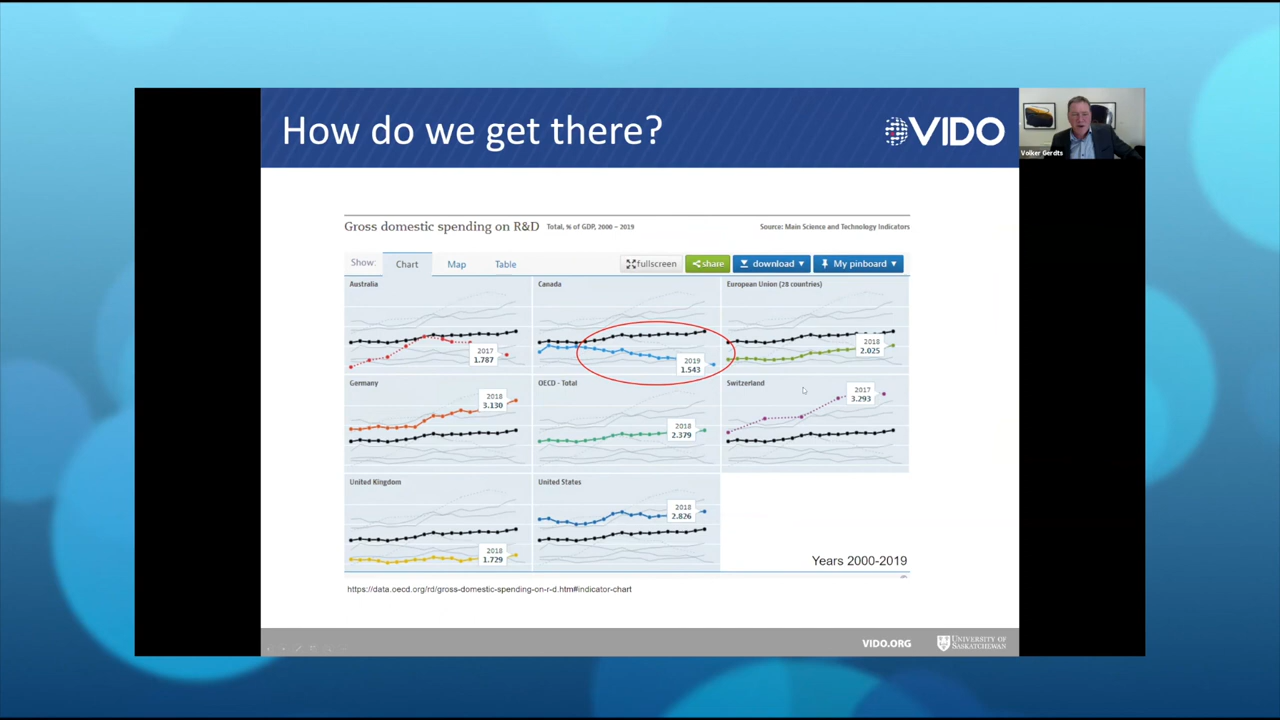 How do we get there?
VIDO
Volker Gerdts
Gross domestic spending on R&D Total, % of GDP, 2000 – 2019 Source: Main Science and Technology Indicators
Show: Chart Map Table fullscreen share download My pinboard
Australia
2017
1.787
Canada
2019
1.543
European Union (28 countries)
2018
2.025
Germany
2018
3.130
OECD - Total
2018
2.379
Switzerland
2017
3.293
United Kingdom
2018
1.729
United States
2018
2.826
Years 2000-2019
https://data.oecd.org/rd/gross-domestic-spending-on-r-d.htm#indicator-chart
VIDO.ORG
UNIVERSITY OF
SASKATCHEWAN